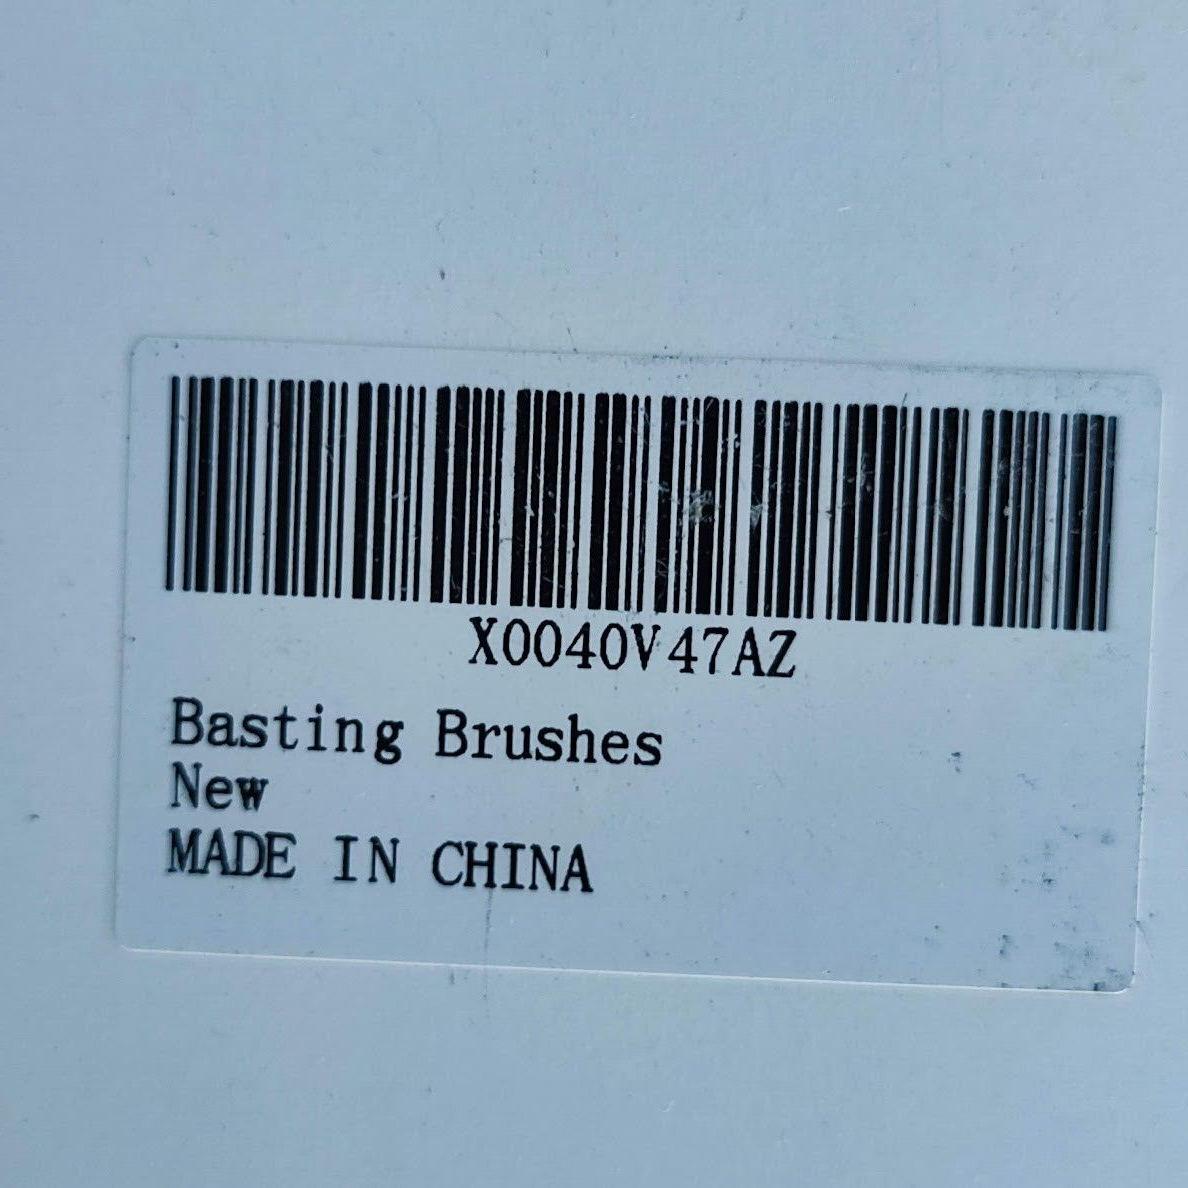 X0040V47AZ
Basting Brushes
New
MADE IN CHINA